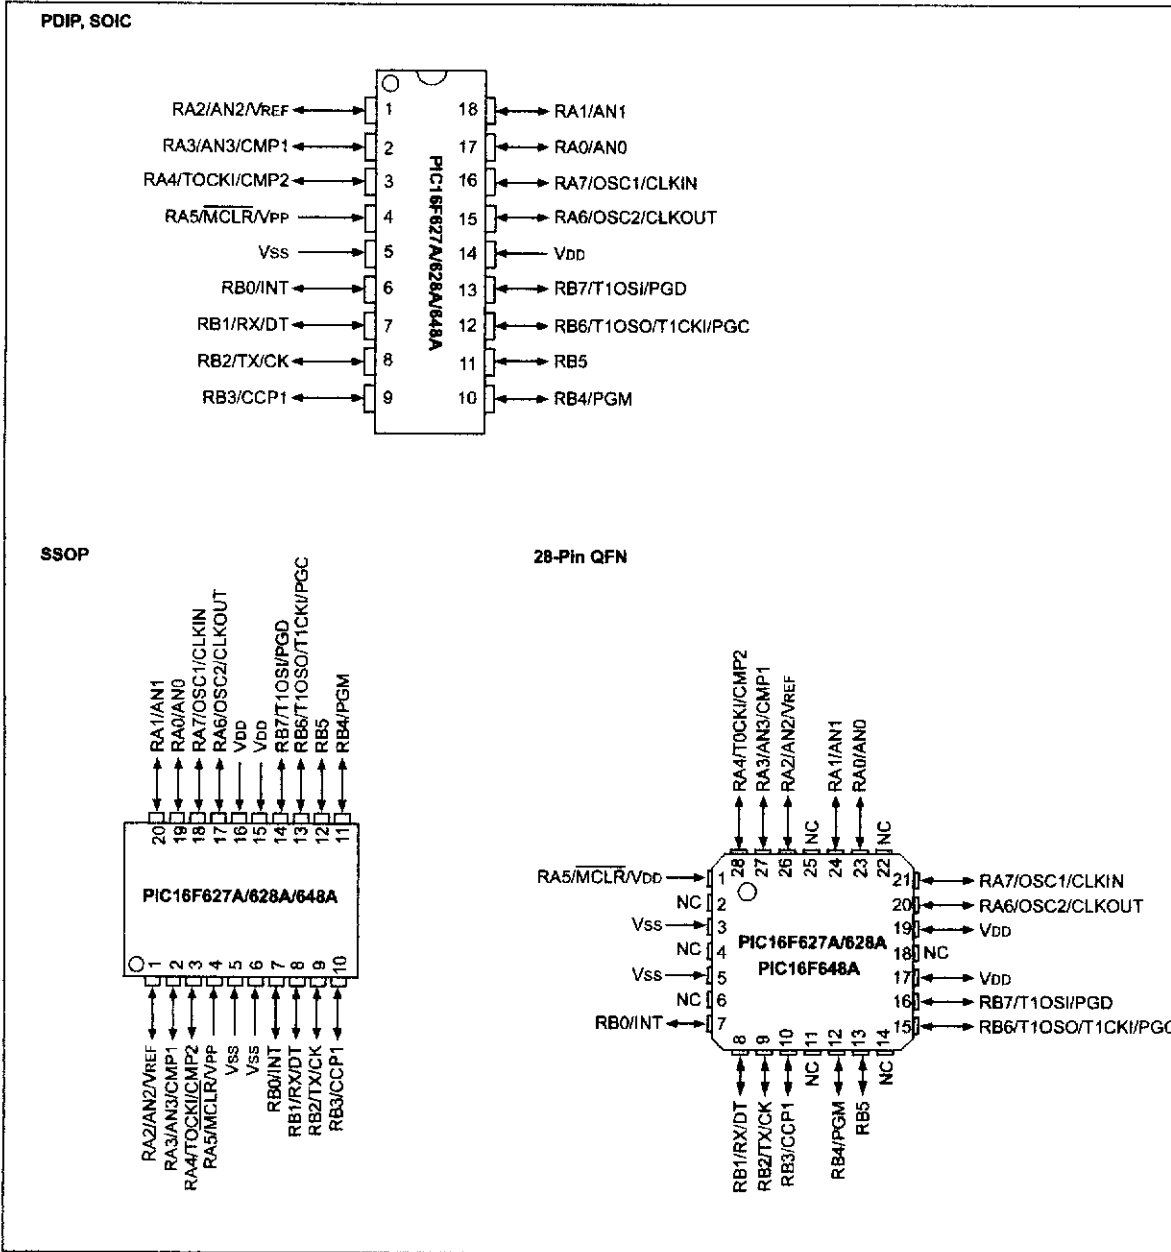 PDIP, SOIC
RA2/AN2/VREF
RA3/AN3/CMP1
RA4/TOCKI/CMP2
RA5/MCLR/VPP
VSS
RB0/INT
RB1/RX/DT
RB2/TX/CK
RB3/CCP1
1
2
3
4
5
6
7
8
9
PIC16F627A/628A/648A
18
17
16
15
14
13
12
11
10
RA1/AN1
RA0/AN0
RA7/OSC1/CLKIN
RA6/OSC2/CLKOUT
VDD
RB7/T1OSI/PGD
RB6/T1OSO/T1CKI/PGC
RB5
RB4/PGM
SSOP
RA1/AN1
RA0/AN0
RA7/OSC1/CLKIN
RA6/OSC2/CLKOUT
VDD
VDD
RB7/T1OSI/PGD
RB6/T1OSO/T1CKI/PGC
RB5
RB4/PGM
20
19
18
17
16
15
14
13
12
11
PIC16F627A/628A/648A
1
2
3
4
5
6
7
8
9
10
RA2/AN2/VREF
RA3/AN3/CMP1
RA4/TOCKI/CMP2
RA5/MCLR/VPP
VSS
VSS
RB0/INT
RB1/RX/DT
RB2/TX/CK
RB3/CCP1
28-Pin QFN
RA4/T0CKI/CMP2
RA3/AN3/CMP1
RA2/AN2/VREF
NC
RA1/AN1
RA0/AN0
NC
28
27
26
25
24
23
22
RA5/MCLR/VDD
NC
VSS
NC
VSS
NC
RB0/INT
1
2
3
4
5
6
7
PIC16F627A/628A
PIC16F648A
21
20
19
18
17
16
15
RA7/OSC1/CLKIN
RA6/OSC2/CLKOUT
VDD
NC
VDD
RB7/T1OSI/PGD
RB6/T1OSO/T1CKI/PGC
8
9
10
11
12
13
14
RB1/RX/DT
RB2/TX/CK
RB3/CCP1
NC
RB4/PGM
RB5
NC